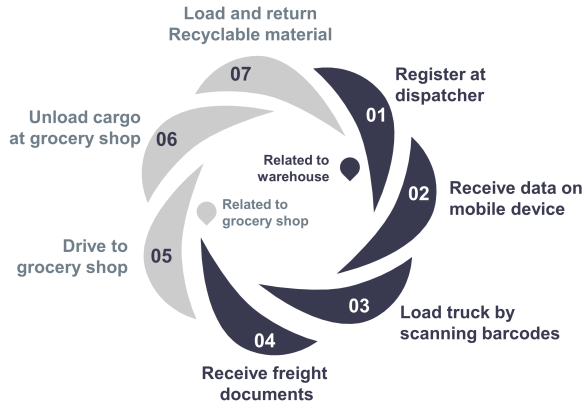 Load and return
Recyclable material
07
01
Register at
dispatcher
Unload cargo
at grocery shop
06
Related to
warehouse
02
Receive data on
mobile device
Related to
grocery shop
Drive to
grocery shop
05
03
Load truck by
scanning barcodes
04
Receive freight
documents